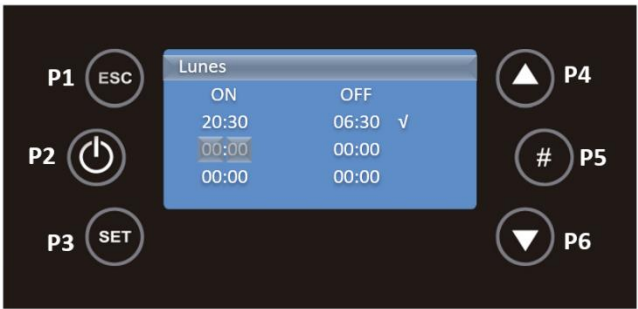 Lunes
P1 ESC
ON OFF
P4
20:30 06:30 √
P2
00:00 00:00
# P5
00:00 00:00
P3 SET
P6